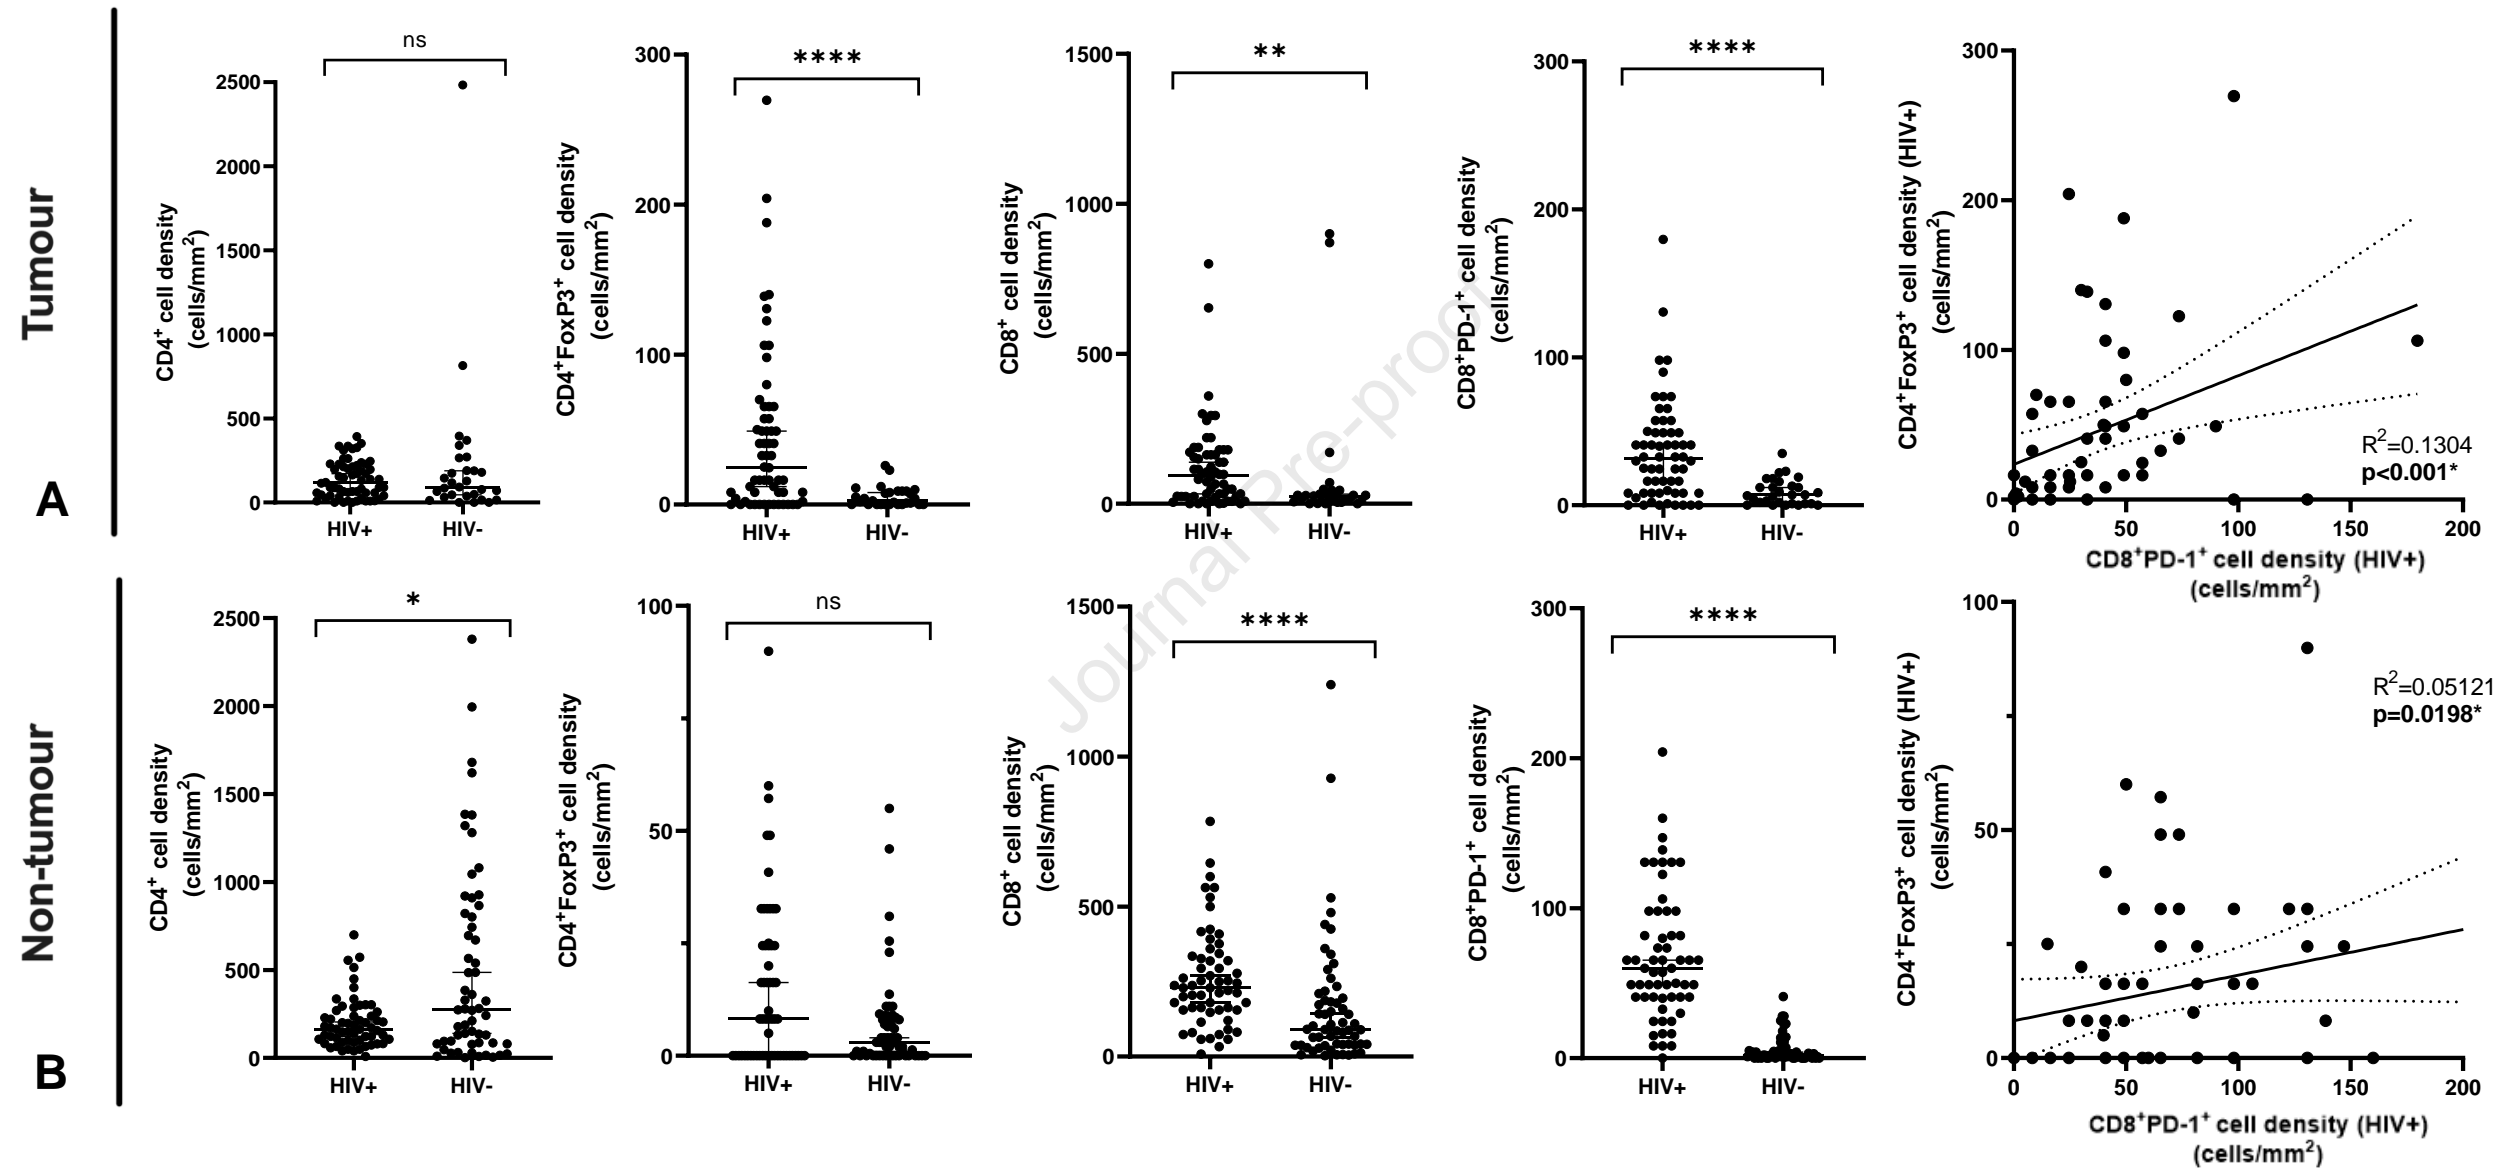 Tumour
A
CD4⁺ cell density
(cells/mm²)
2500
2000
1500
1000
500
0
ns
HIV+
HIV-
CD4⁺FoxP3⁺ cell density
(cells/mm²)
300
200
100
0
****
HIV+
HIV-
CD8⁺ cell density
(cells/mm²)
1500
1000
500
0
**
HIV+
HIV-
CD8⁺PD-1⁺ cell density
(cells/mm²)
300
200
100
0
****
HIV+
HIV-
CD4⁺FoxP3⁺ cell density (HIV+)
(cells/mm²)
300
200
100
0
R²=0.1304
p<0.001*
0
50
100
150
200
CD8⁺PD-1⁺ cell density (HIV+)
(cells/mm²)
Journal Pre-proof
Non-tumour
B
CD4⁺ cell density
(cells/mm²)
2500
2000
1500
1000
500
0
*
HIV+
HIV-
CD4⁺FoxP3⁺ cell density
(cells/mm²)
100
50
0
ns
HIV+
HIV-
CD8⁺ cell density
(cells/mm²)
1500
1000
500
0
****
HIV+
HIV-
CD8⁺PD-1⁺ cell density
(cells/mm²)
300
200
100
0
****
HIV+
HIV-
CD4⁺FoxP3⁺ cell density (HIV+)
(cells/mm²)
100
50
0
R²=0.05121
p=0.0198*
0
50
100
150
200
CD8⁺PD-1⁺ cell density (HIV+)
(cells/mm²)